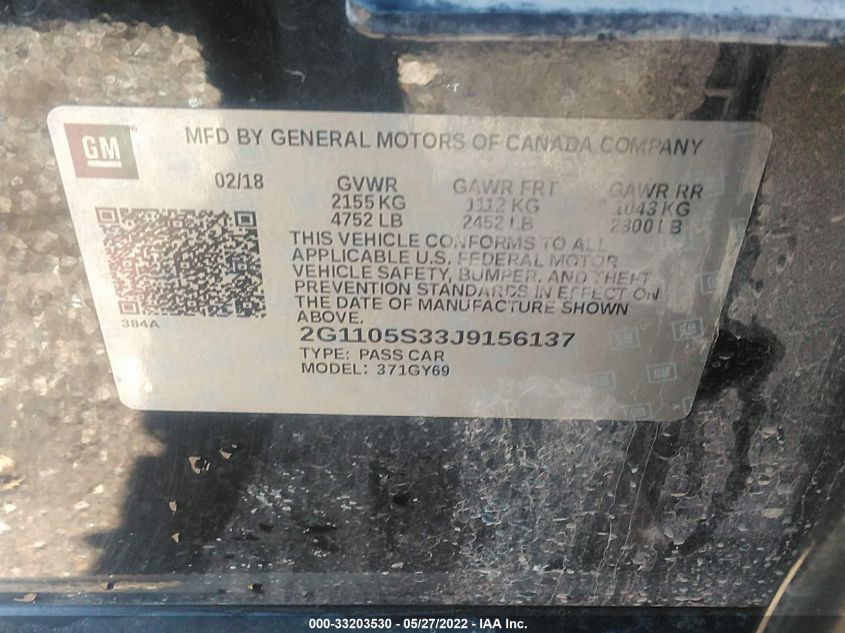 GM
MFD BY GENERAL MOTORS OF CANADA COMPANY
02/18 GVWR GAWR FRT GAWR RR
2155 KG 1112 KG 1043 KG
4752 LB 2452 LB 2300 LB
THIS VEHICLE CONFORMS TO ALL
APPLICABLE U.S. FEDERAL MOTOR
VEHICLE SAFETY, BUMPER, AND THEFT
PREVENTION STANDARDS IN EFFECT ON
THE DATE OF MANUFACTURE SHOWN
ABOVE.
384A
2G1105S33J9156137
TYPE: PASS CAR
MODEL: 371GY69
000-33203530 - 05/27/2022 - IAA Inc.